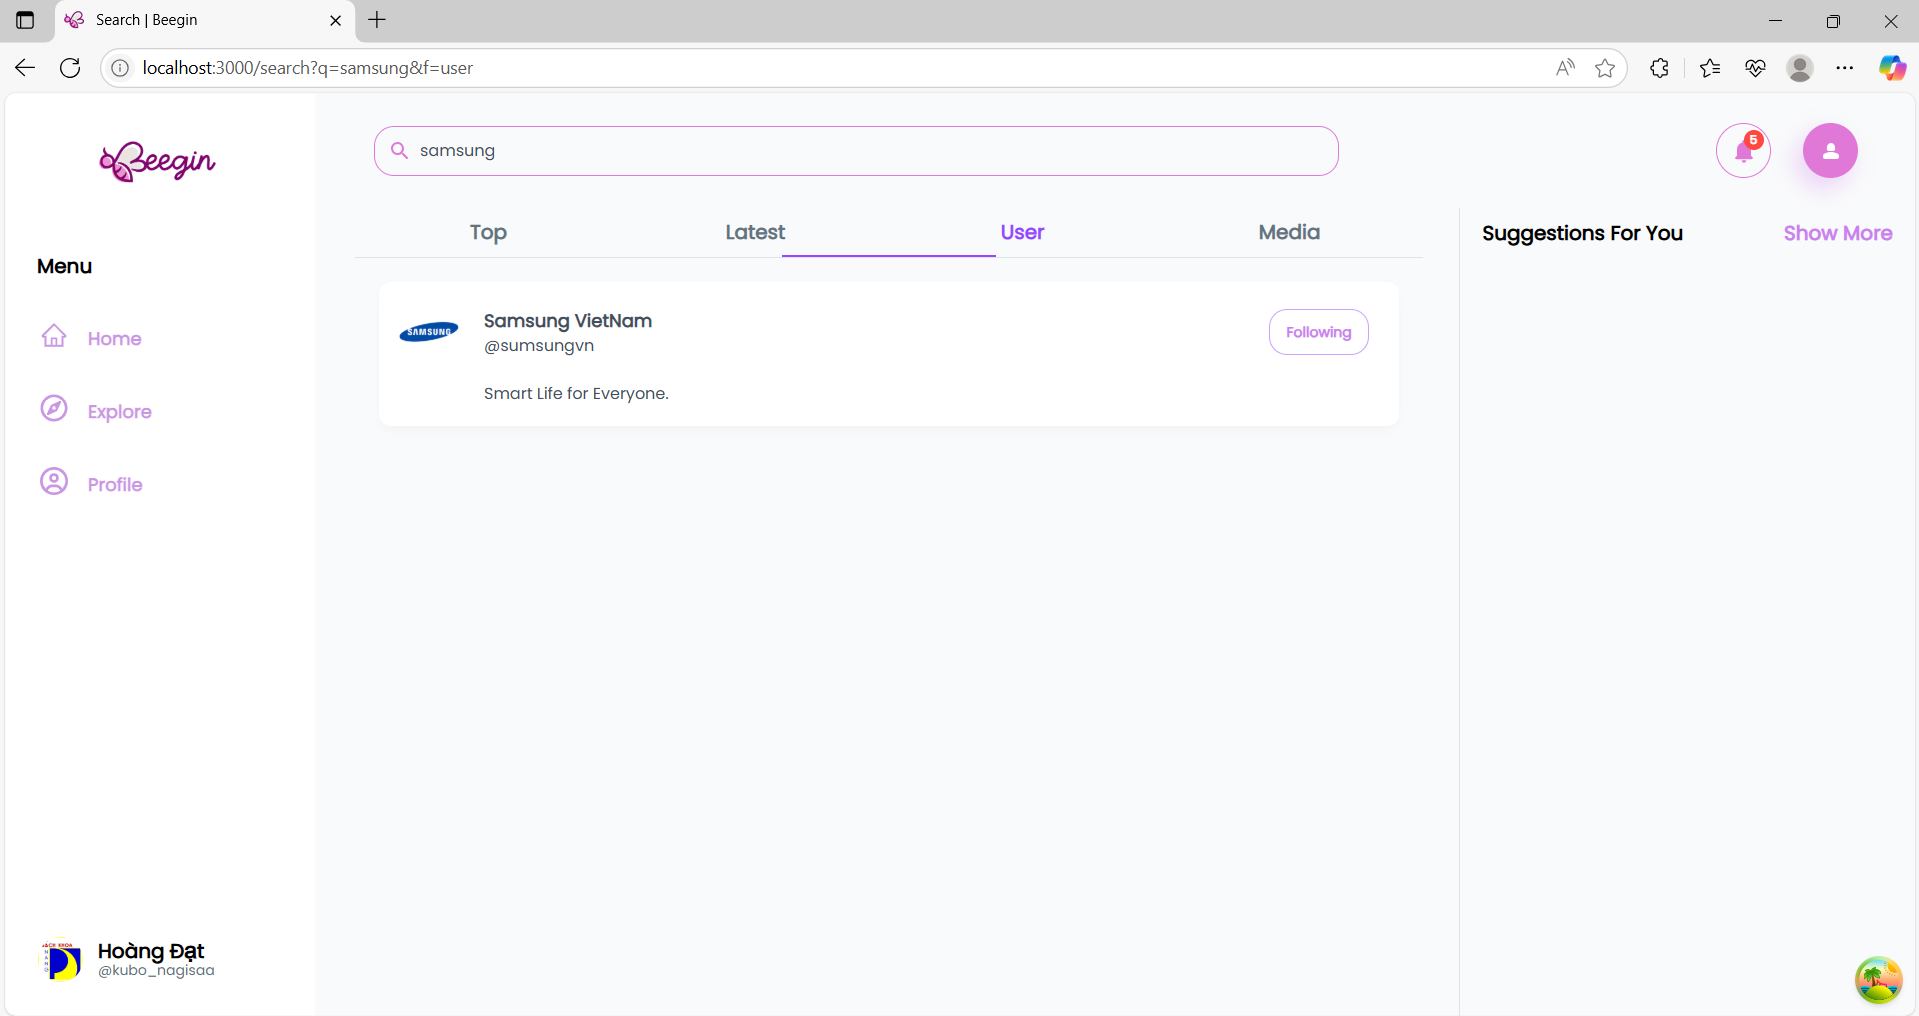 Search | Beegin
localhost:3000/search?q=samsung&f=user
Beegin
samsung
5
Top
Latest
User
Media
Suggestions For You
Show More
Menu
Home
Explore
Profile
SAMSUNG
Samsung VietNam
@sumsungvn
Following
Smart Life for Everyone.
Hoàng Đạt
@kubo_nagisaa